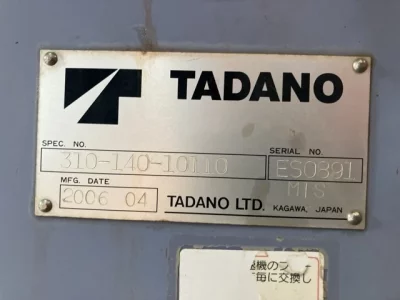 TADANO
SPEC. NO. SERIAL NO.
310-140-10110 ES0391
MFG. DATE MIS
2006 04 TADANO LTD. KAGAWA, JAPAN
機のラ
毎に交換し